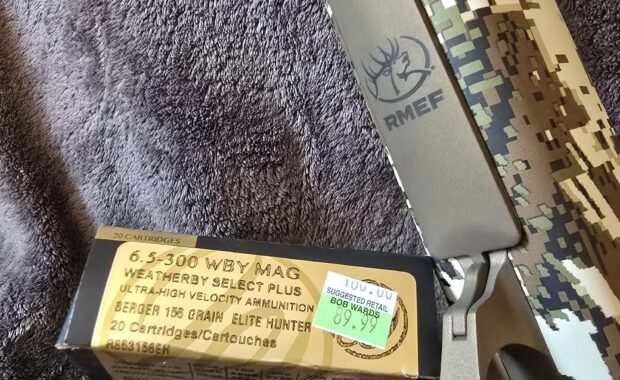 RMEF
20 CARTRIDGES
6.5-300 WBY MAG
WEATHERBY SELECT PLUS
ULTRA-HIGH VELOCITY AMMUNITION
BERGER 156 GRAIN ELITE HUNTER
20 Cartridges/Cartouches
R653156EH
100.00
SUGGESTED RETAIL
BOB WARDS
89.99